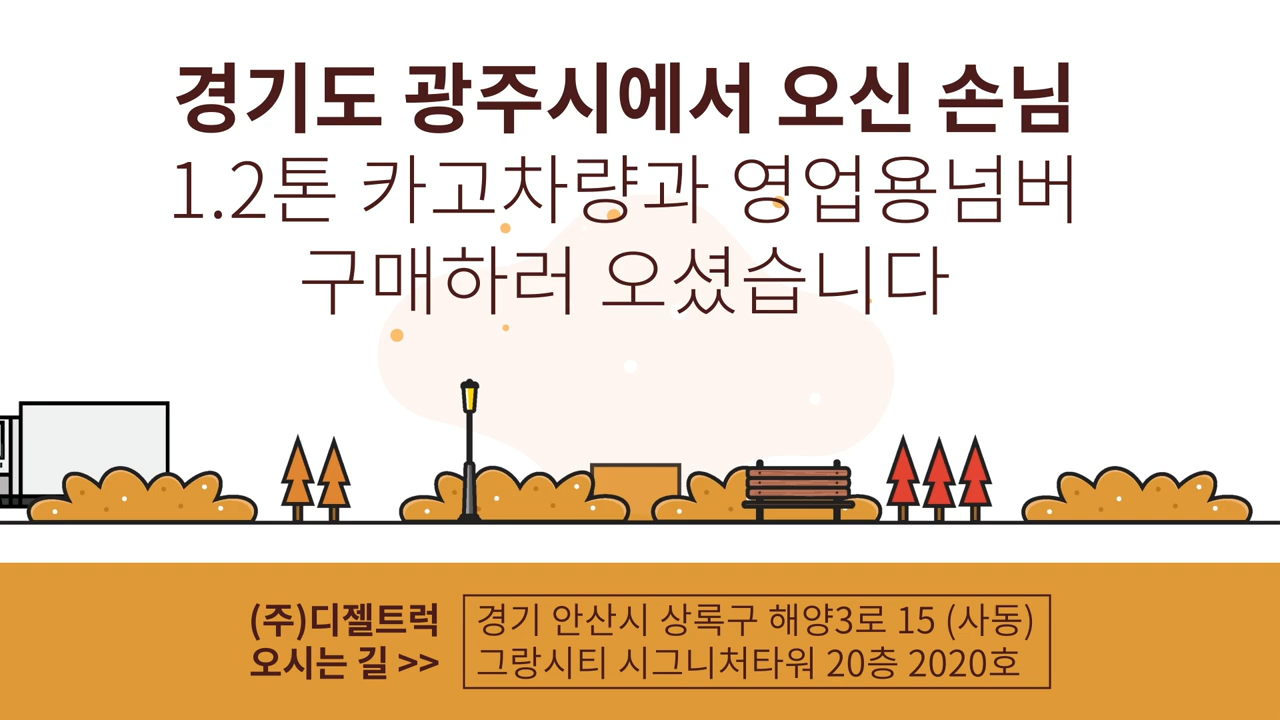 경기도 광주시에서 오신 손님
1.2톤 카고차량과 영업용넘버
구매하러 오셨습니다
(주)디젤트럭
오시는 길 >>
경기 안산시 상록구 해양3로 15 (사동)
그랑시티 시그니처타워 20층 2020호